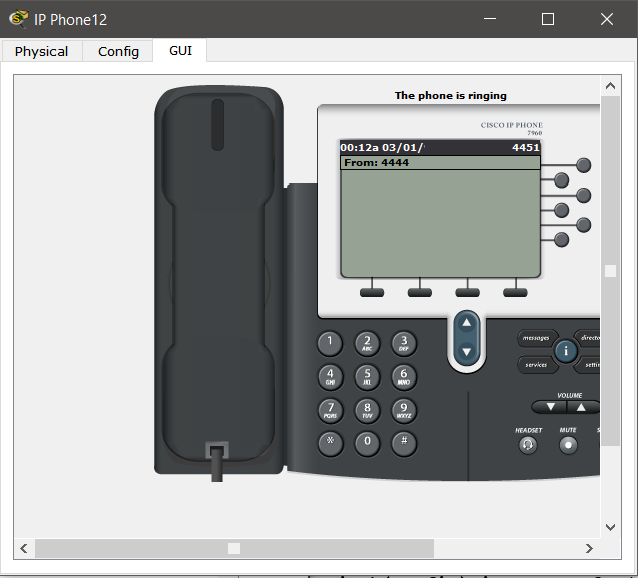 IP Phone12
Physical Config GUI
The phone is ringing
CISCO IP PHONE
7960
00:12a 03/01/ 4451
From: 4444
messages
services
i
1 2 ABC 3 DEF
4 GHI 5 JKL 6 MNO
7 PQRS 8 TUV 9 WXYZ
* 0 #
VOLUME
HEADSET MUTE